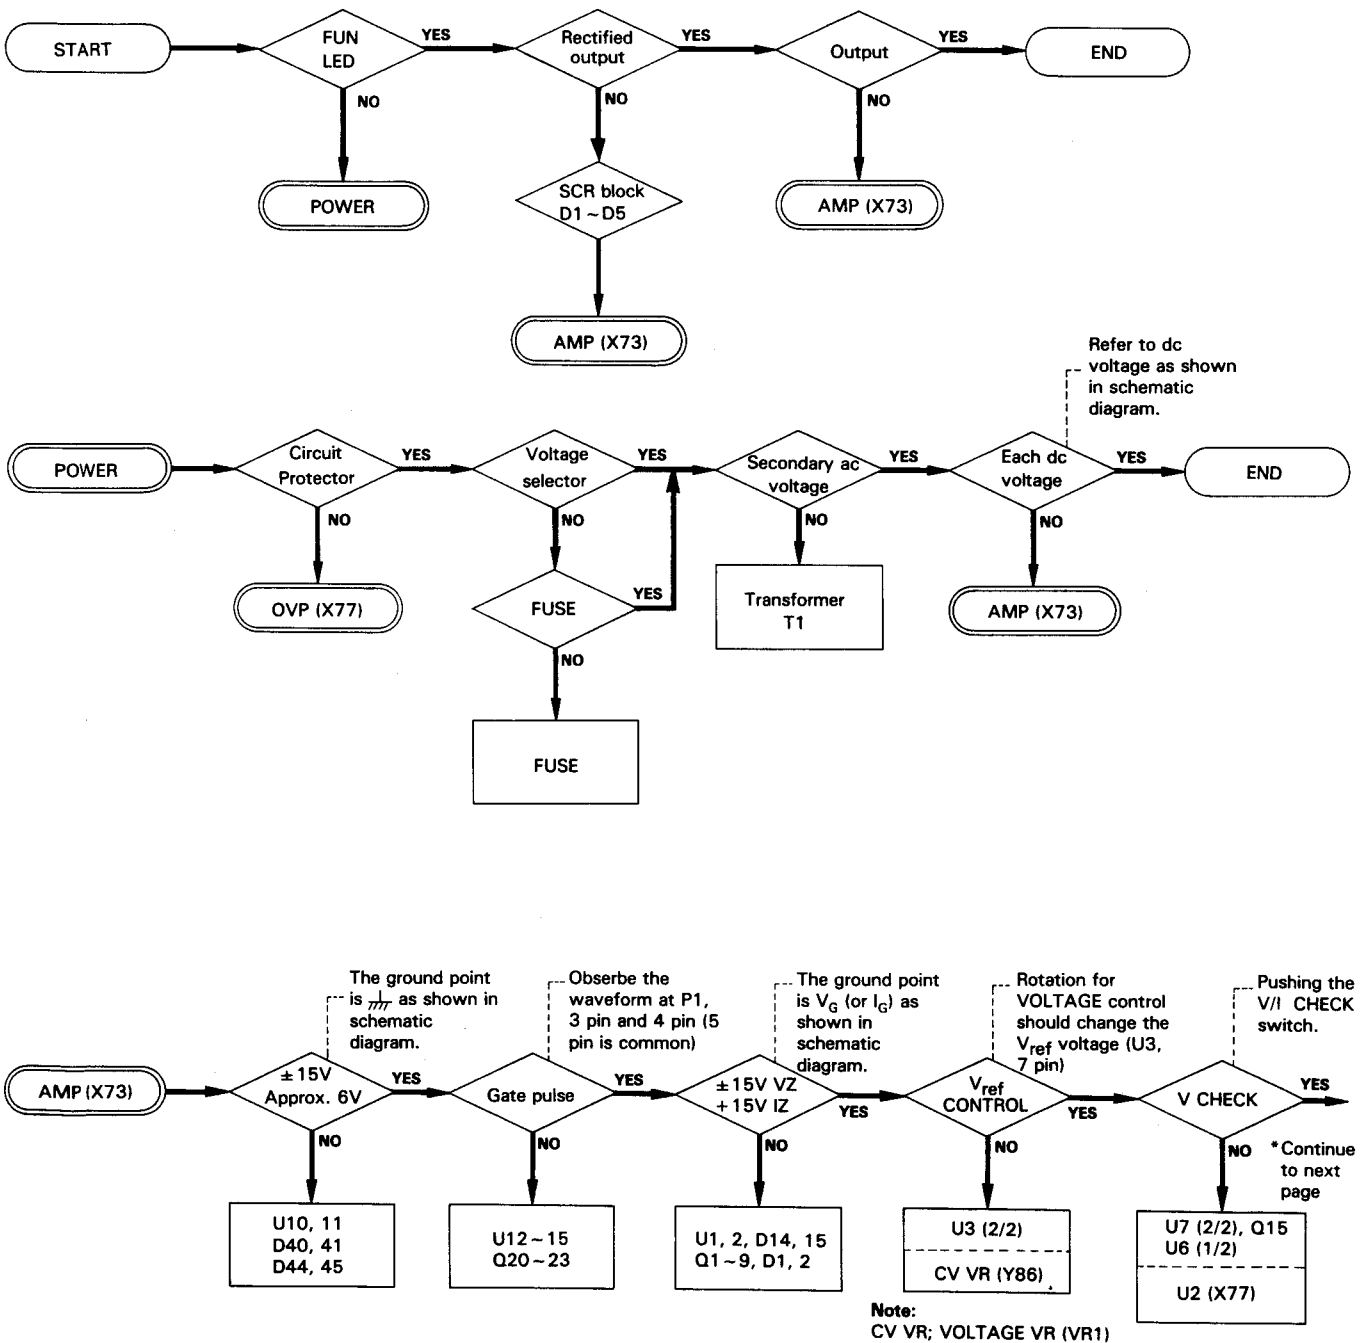 START
FUN
LED
YES
NO
POWER
Rectified
output
YES
NO
SCR block
D1 ~ D5
AMP (X73)
Output
YES
NO
AMP (X73)
END
POWER
Circuit
Protector
YES
NO
OVP (X77)
Voltage
selector
YES
NO
FUSE
YES
NO
FUSE
Secondary ac
voltage
YES
NO
Transformer
T1
Refer to dc
voltage as shown
in schematic
diagram.
Each dc
voltage
YES
NO
AMP (X73)
END
AMP (X73)
The ground point
is ⏚ as shown in
schematic
diagram.
± 15V
Approx. 6V
YES
NO
U10, 11
D40, 41
D44, 45
Obserbe the
waveform at P1,
3 pin and 4 pin (5
pin is common)
Gate pulse
YES
NO
U12 ~ 15
Q20 ~ 23
The ground point
is VG (or IG) as
shown in
schematic
diagram.
± 15V VZ
+ 15V IZ
YES
NO
U1, 2, D14, 15
Q1 ~ 9, D1, 2
Rotation for
VOLTAGE control
should change the
Vref voltage (U3,
7 pin)
Vref
CONTROL
YES
NO
U3 (2/2)
CV VR (Y86)
Note:
CV VR; VOLTAGE VR (VR1)
Pushing the
V/I CHECK
switch.
V CHECK
YES
NO
*Continue
to next
page
U7 (2/2), Q15
U6 (1/2)
U2 (X77)